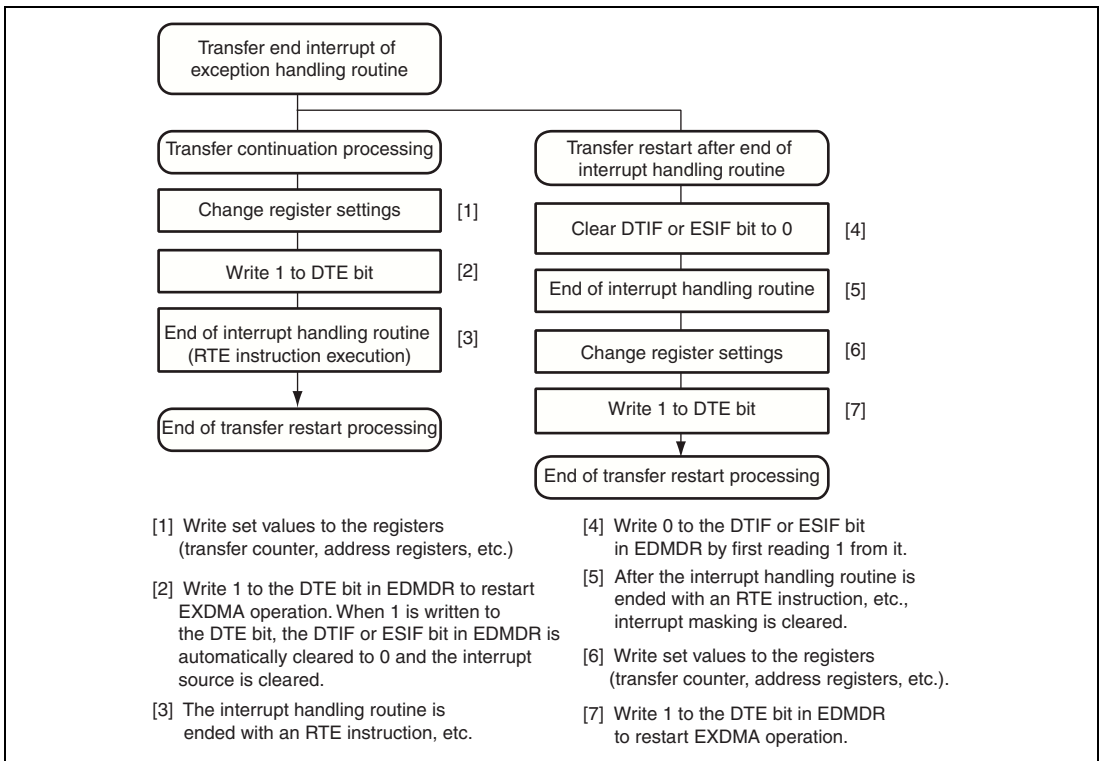 Transfer end interrupt of
exception handling routine
Transfer continuation processing
Change register settings [1]
Write 1 to DTE bit [2]
End of interrupt handling routine
(RTE instruction execution) [3]
End of transfer restart processing
Transfer restart after end of
interrupt handling routine
Clear DTIF or ESIF bit to 0 [4]
End of interrupt handling routine [5]
Change register settings [6]
Write 1 to DTE bit [7]
End of transfer restart processing
[1] Write set values to the registers
(transfer counter, address registers, etc.)
[2] Write 1 to the DTE bit in EDMDR to restart
EXDMA operation. When 1 is written to
the DTE bit, the DTIF or ESIF bit in EDMDR is
automatically cleared to 0 and the interrupt
source is cleared.
[3] The interrupt handling routine is
ended with an RTE instruction, etc.
[4] Write 0 to the DTIF or ESIF bit
in EDMDR by first reading 1 from it.
[5] After the interrupt handling routine is
ended with an RTE instruction, etc.,
interrupt masking is cleared.
[6] Write set values to the registers
(transfer counter, address registers, etc.).
[7] Write 1 to the DTE bit in EDMDR
to restart EXDMA operation.